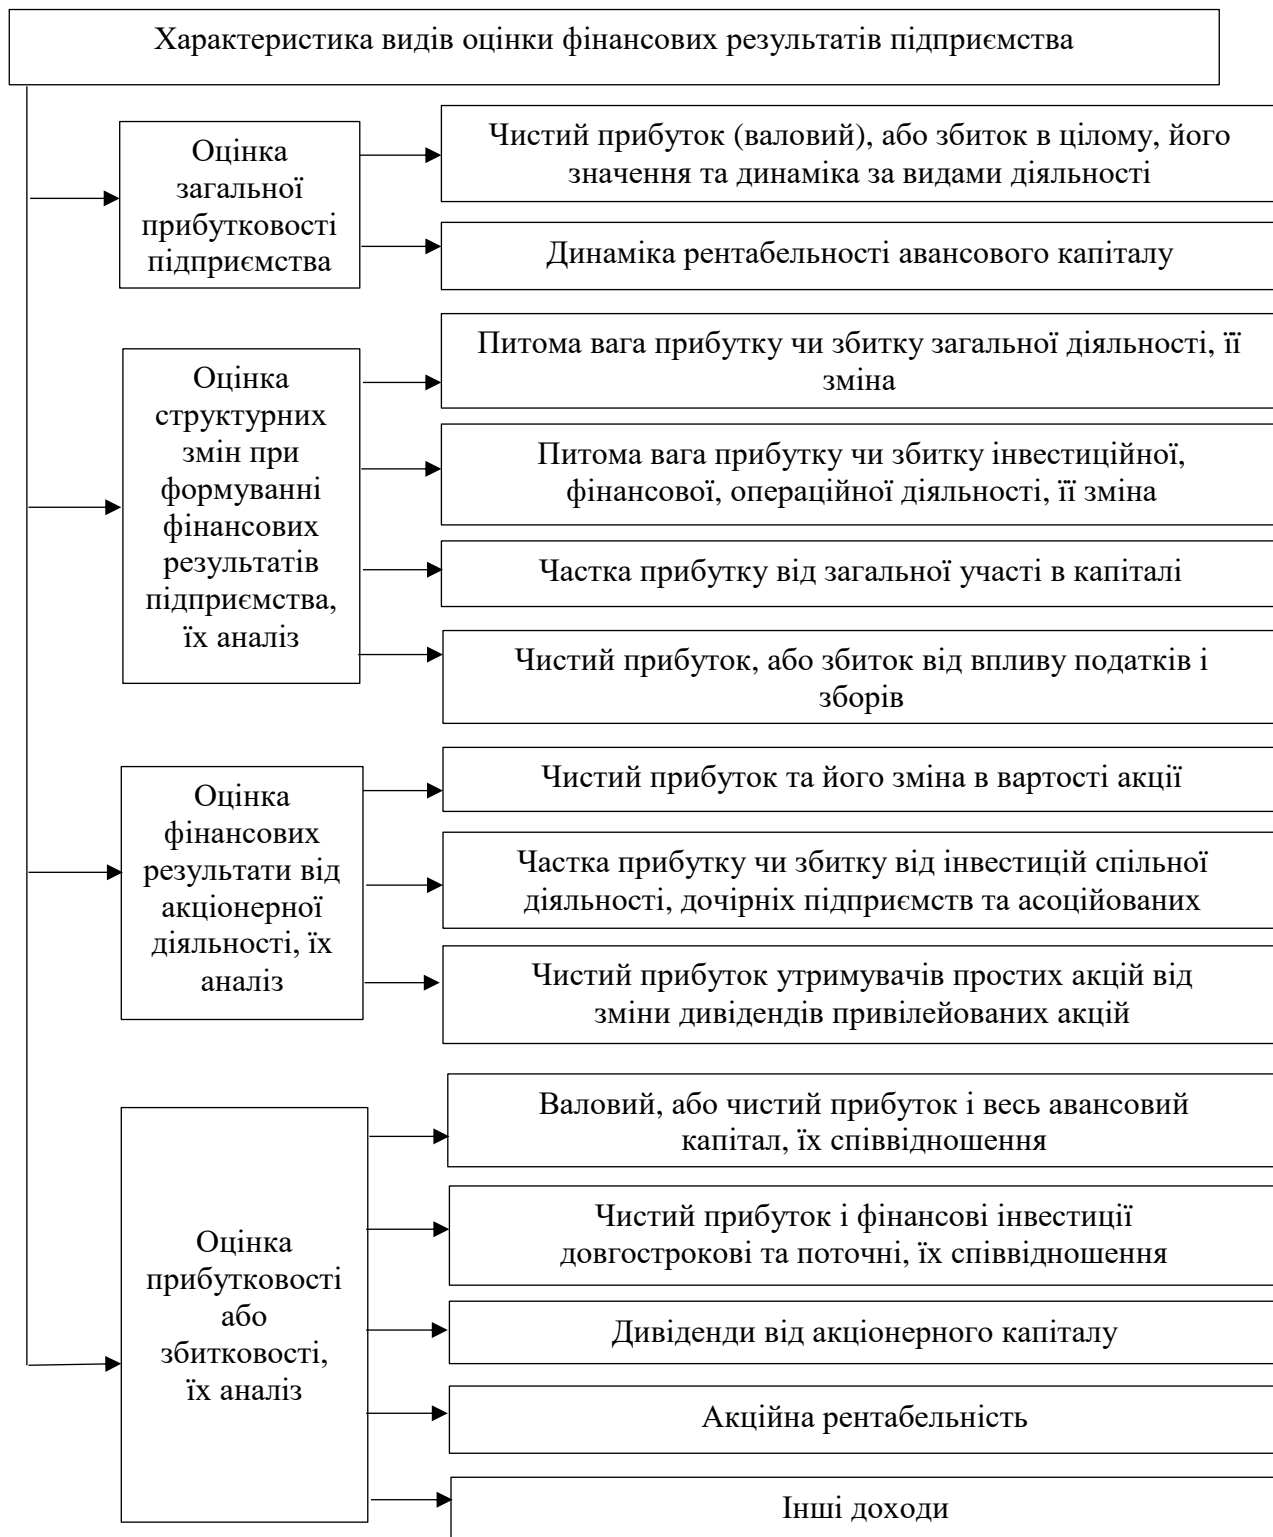 Характеристика видів оцінки фінансових результатів підприємства
Оцінка
загальної
прибутковості
підприємства
Чистий прибуток (валовий), або збиток в цілому, його
значення та динаміка за видами діяльності
Динаміка рентабельності авансового капіталу
Оцінка
структурних
змін при
формуванні
фінансових
результатів
підприємства,
їх аналіз
Питома вага прибутку чи збитку загальної діяльності, її
зміна
Питома вага прибутку чи збитку інвестиційної,
фінансової, операційної діяльності, її зміна
Частка прибутку від загальної участі в капіталі
Чистий прибуток, або збиток від впливу податків і
зборів
Оцінка
фінансових
результати від
акціонерної
діяльності, їх
аналіз
Чистий прибуток та його зміна в вартості акції
Частка прибутку чи збитку від інвестицій спільної
діяльності, дочірніх підприємств та асоційованих
Чистий прибуток утримувачів простих акцій від
зміни дивідендів привілейованих акцій
Оцінка
прибутковості
або
збитковості,
їх аналіз
Валовий, або чистий прибуток і весь авансовий
капітал, їх співвідношення
Чистий прибуток і фінансові інвестиції
довгострокові та поточні, їх співвідношення
Дивіденди від акціонерного капіталу
Акційна рентабельність
Інші доходи